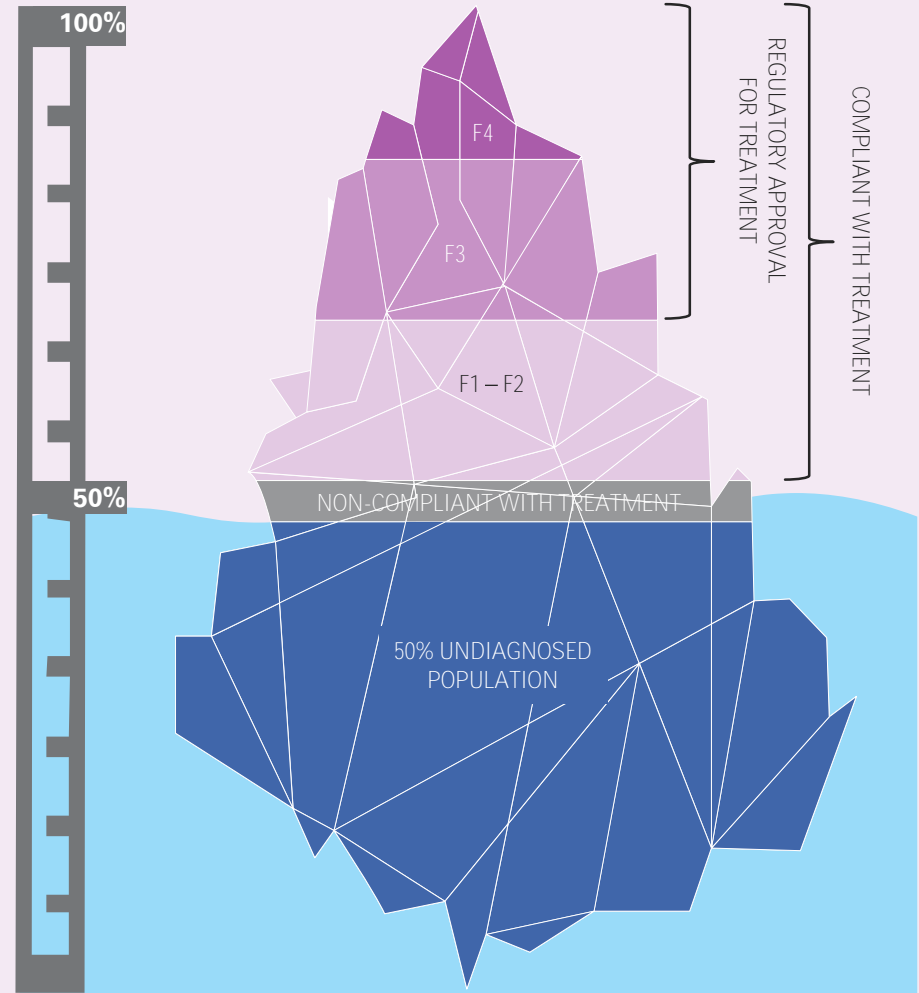 100%
F4
F3
F1 – F2
REGULATORY APPROVAL
FOR TREATMENT
COMPLIANT WITH TREATMENT
50%
NON-COMPLIANT WITH TREATMENT
50% UNDIAGNOSED
POPULATION